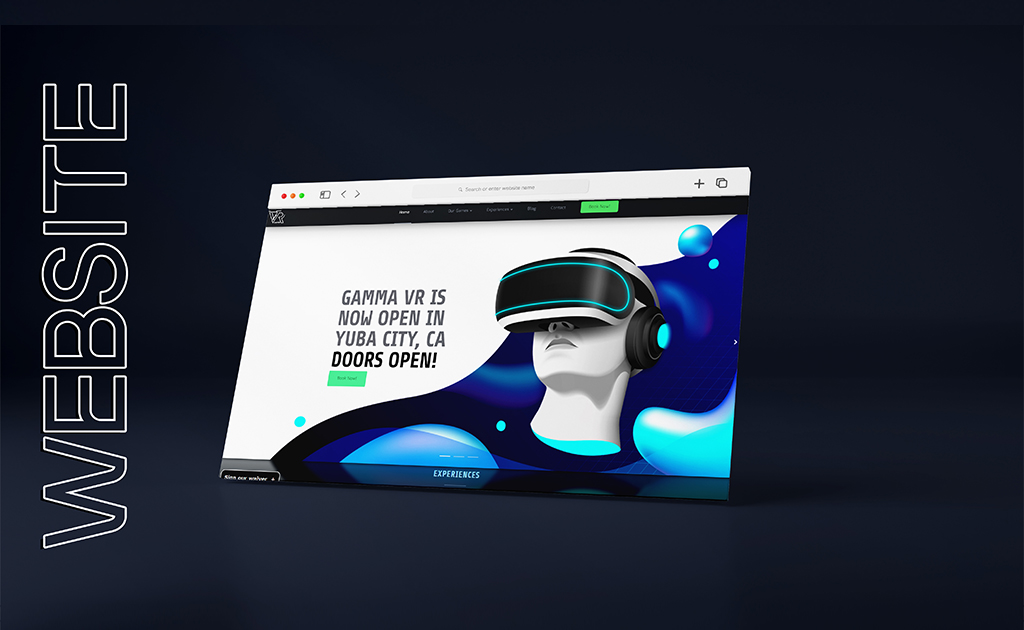 WEBSITE
Search or enter website name
VR
Home
About
Our Games
Experiences
Blog
Contact
Book Now!
GAMMA VR IS
NOW OPEN IN
YUBA CITY, CA
DOORS OPEN!
Book Now!
Sign our waiver +
EXPERIENCES